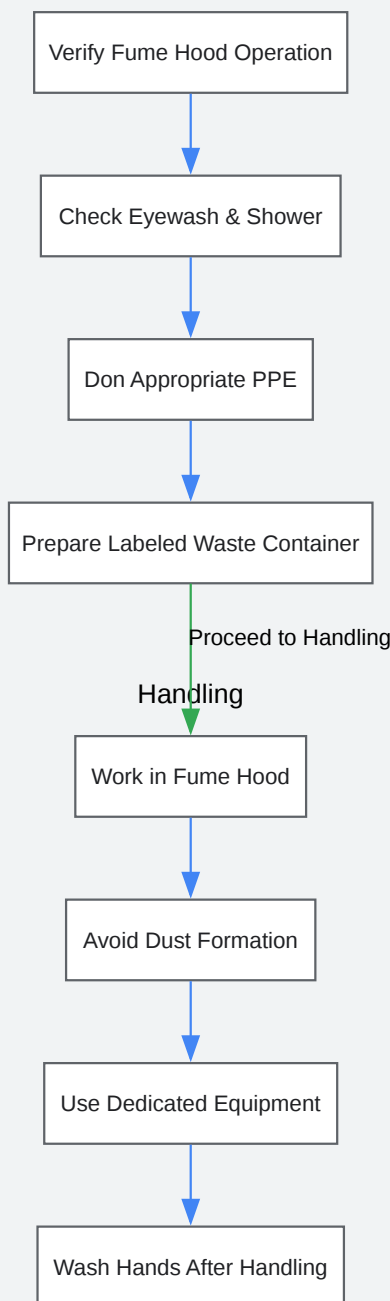 Verify Fume Hood Operation
Check Eyewash & Shower
Don Appropriate PPE
Prepare Labeled Waste Container
Proceed to Handling
Handling
Work in Fume Hood
Avoid Dust Formation
Use Dedicated Equipment
Wash Hands After Handling